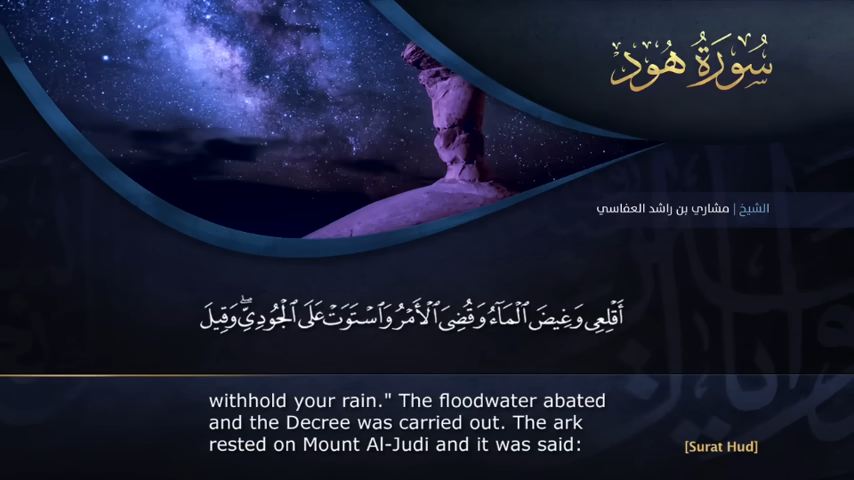 سُورَةُ هُود
الشيخ | مشاري بن راشد العفاسي
أَقْلِعِى وَغِيضَ ٱلْمَآءُ وَقُضِىَ ٱلْأَمْرُ وَٱسْتَوَتْ عَلَى ٱلْجُودِىِّ ۖ وَقِيلَ
withhold your rain." The floodwater abated
and the Decree was carried out. The ark
rested on Mount Al-Judi and it was said:
[Surat Hud]